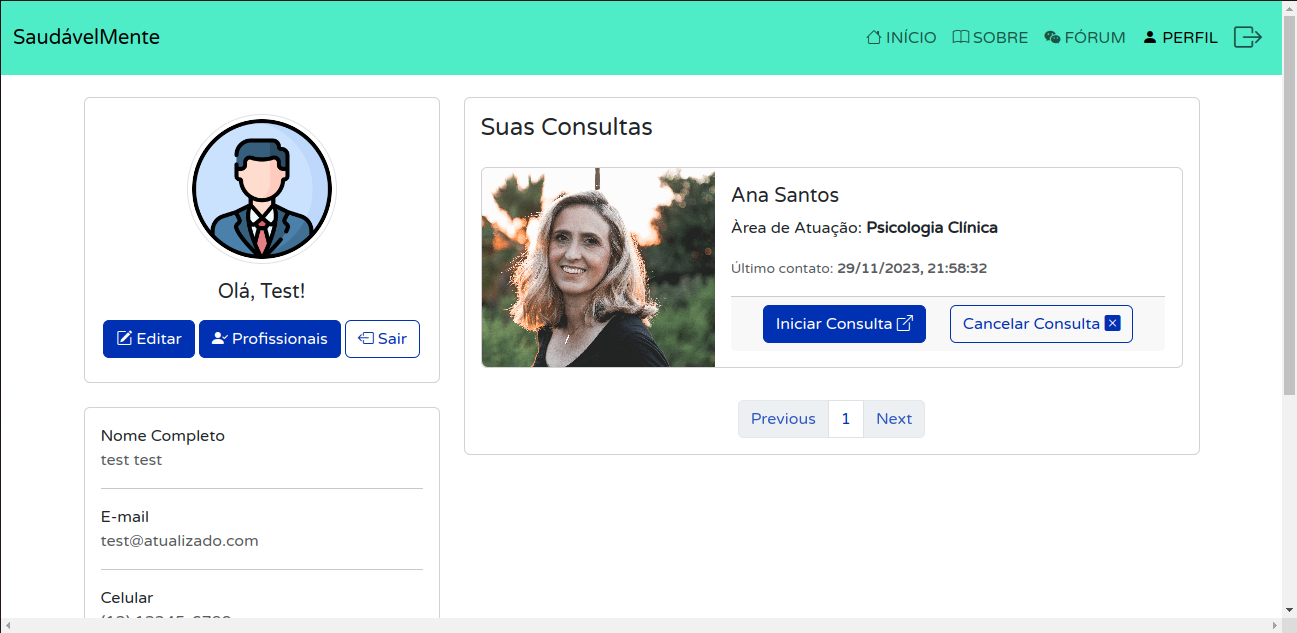 SaudávelMente
INÍCIO SOBRE FÓRUM PERFIL
Olá, Test!
Editar Profissionais Sair
Nome Completo
test test
E-mail
test@atualizado.com
Celular
Suas Consultas
Ana Santos
Àrea de Atuação: Psicologia Clínica
Último contato: 29/11/2023, 21:58:32
Iniciar Consulta Cancelar Consulta
Previous 1 Next